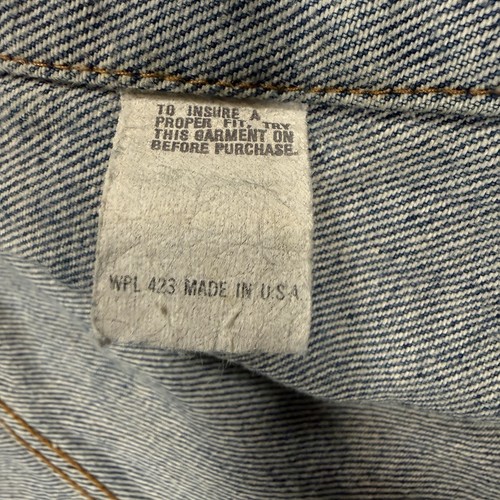 TO INSURE A
PROPER FIT, TRY
THIS GARMENT ON
BEFORE PURCHASE.
WPL 423 MADE IN U.S.A.